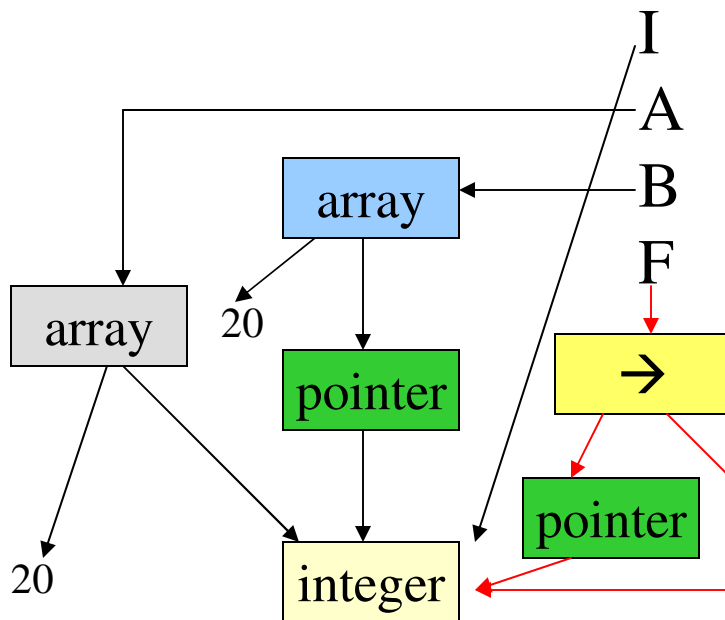 I
A
B
F
array
20
array
→
pointer
pointer
20
integer